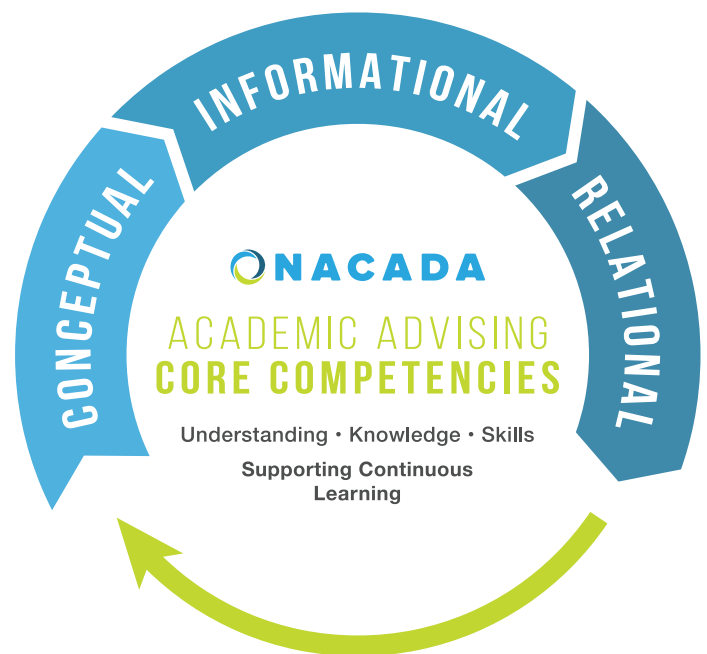 CONCEPTUAL
INFORMATIONAL
RELATIONAL
NACADA
ACADEMIC ADVISING
CORE COMPETENCIES
Understanding • Knowledge • Skills
Supporting Continuous
Learning